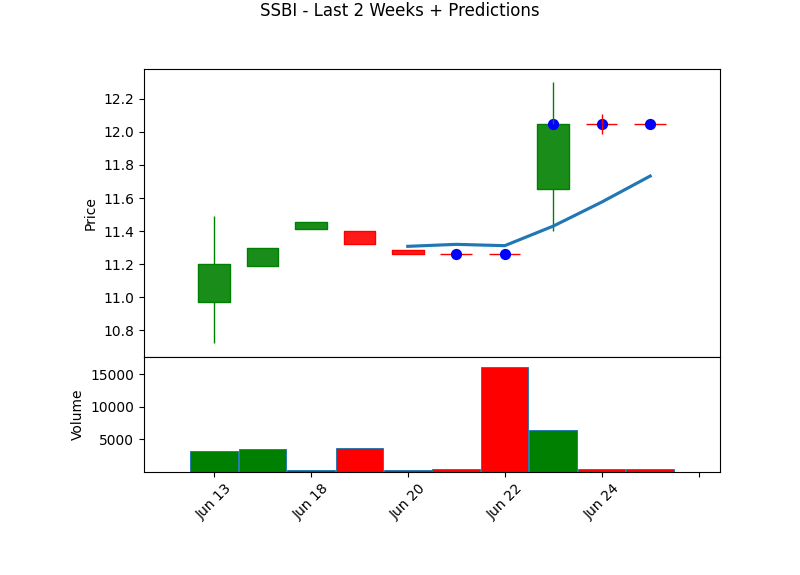 SSBI - Last 2 Weeks + Predictions
12.2
12.0
11.8
11.6
11.4
11.2
11.0
10.8
Price
15000
10000
5000
Volume
Jun 13
Jun 18
Jun 20
Jun 22
Jun 24